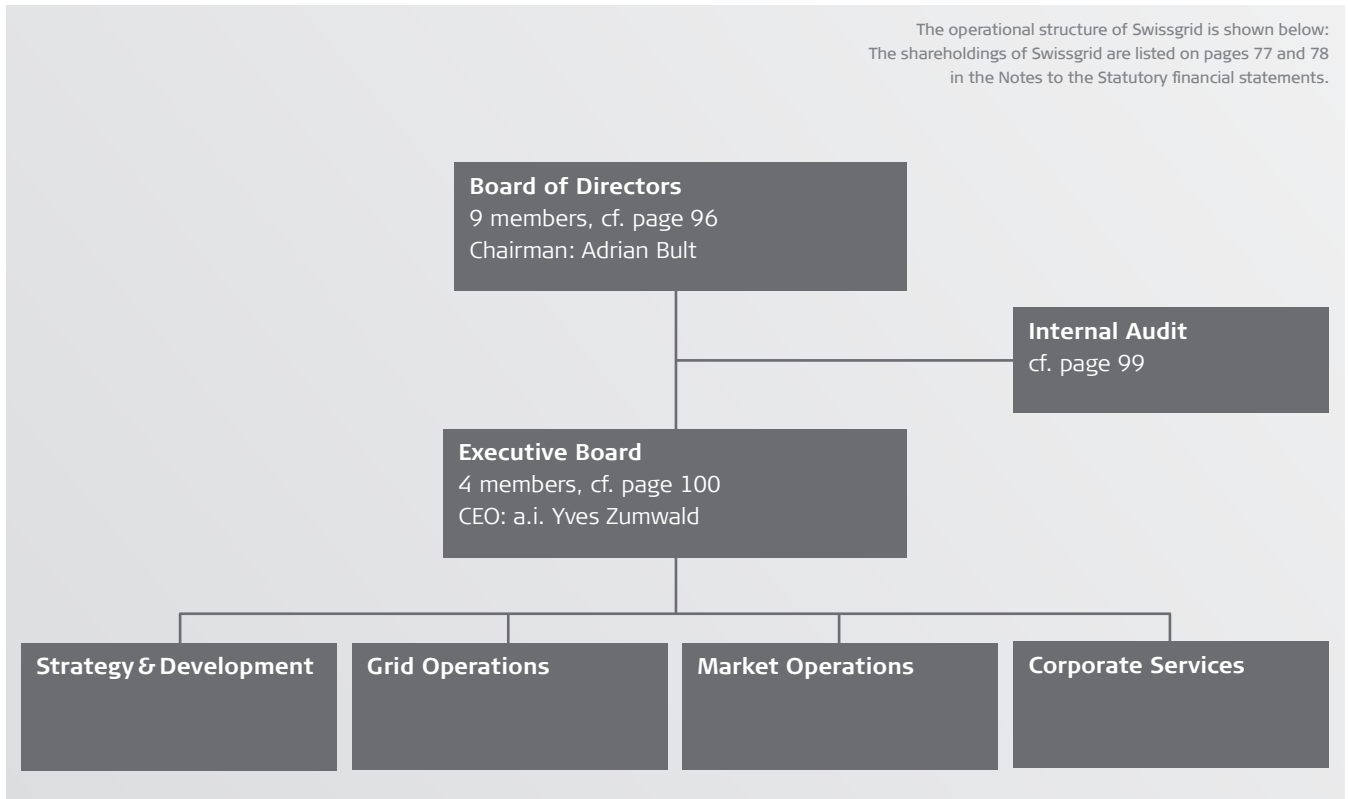 The operational structure of Swissgrid is shown below:
The shareholdings of Swissgrid are listed on pages 77 and 78
in the Notes to the Statutory financial statements.
Board of Directors
9 members, cf. page 96
Chairman: Adrian Bult
Internal Audit
cf. page 99
Executive Board
4 members, cf. page 100
CEO: a.i. Yves Zumwald
Strategy & Development
Grid Operations
Market Operations
Corporate Services